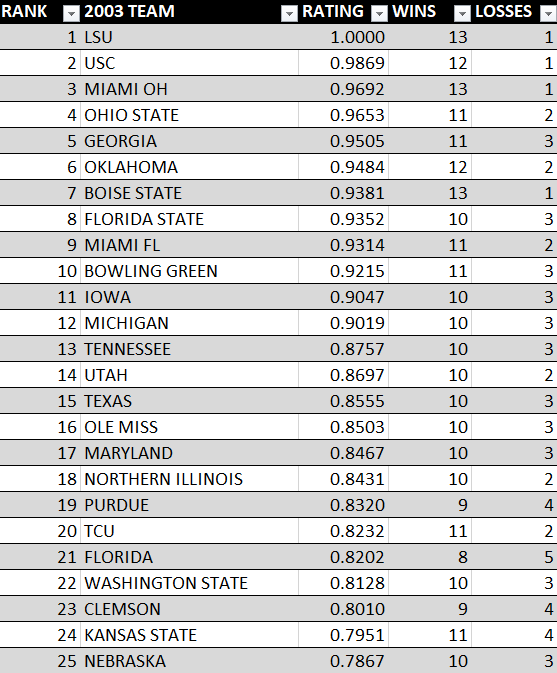 RANK 2003 TEAM RATING WINS LOSSES
1 LSU 1.0000 13 1
2 USC 0.9869 12 1
3 MIAMI OH 0.9692 13 1
4 OHIO STATE 0.9653 11 2
5 GEORGIA 0.9505 11 3
6 OKLAHOMA 0.9484 12 2
7 BOISE STATE 0.9381 13 1
8 FLORIDA STATE 0.9352 10 3
9 MIAMI FL 0.9314 11 2
10 BOWLING GREEN 0.9215 11 3
11 IOWA 0.9047 10 3
12 MICHIGAN 0.9019 10 3
13 TENNESSEE 0.8757 10 3
14 UTAH 0.8697 10 2
15 TEXAS 0.8555 10 3
16 OLE MISS 0.8503 10 3
17 MARYLAND 0.8467 10 3
18 NORTHERN ILLINOIS 0.8431 10 2
19 PURDUE 0.8320 9 4
20 TCU 0.8232 11 2
21 FLORIDA 0.8202 8 5
22 WASHINGTON STATE 0.8128 10 3
23 CLEMSON 0.8010 9 4
24 KANSAS STATE 0.7951 11 4
25 NEBRASKA 0.7867 10 3